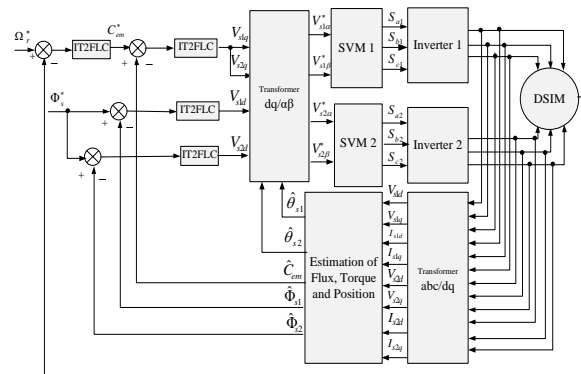 Ω*r
+
−
IT2FLC
C*em
+
−
IT2FLC
Vs1q
Vs2q
Φ*s
+
−
IT2FLC
Vs1d
+
−
IT2FLC
Vs2d
Transformer
dq/αβ
V*s1α
V*s1β
SVM 1
Sa1
Sb1
Sc1
Inverter 1
DSIM
V*s2α
V*s2β
SVM 2
Sa2
Sb2
Sc2
Inverter 2
θ̂s1
θ̂s2
Ĉem
Φ̂s1
Φ̂s2
Estimation of
Flux, Torque
and Position
Vs1d
Vs1q
Is1d
Is1q
Vs2d
Vs2q
Is2d
Is2q
Transformer
abc/dq